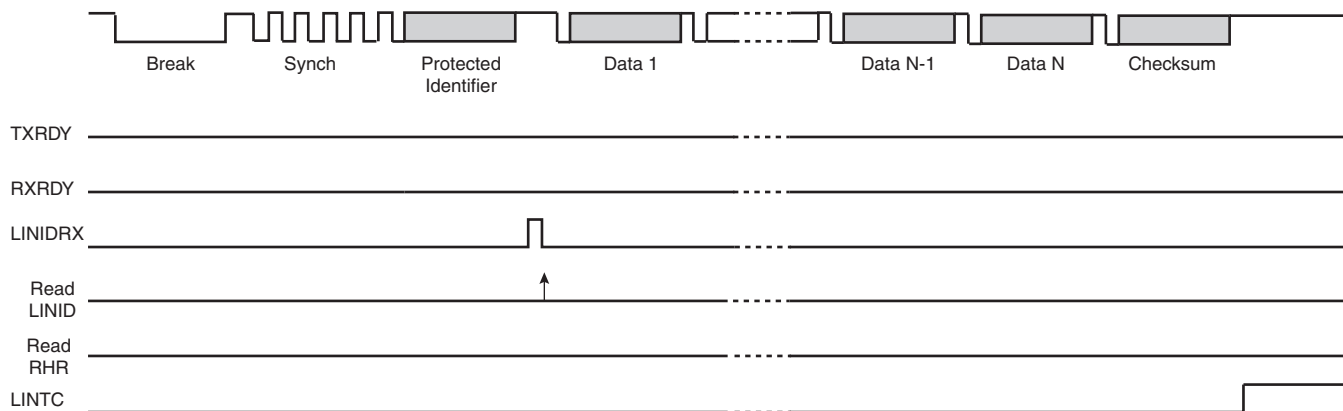 Break
Synch
Protected
Identifier
Data 1
Data N-1
Data N
Checksum
TXRDY
RXRDY
LINIDRX
Read
LINID
Read
RHR
LINTC